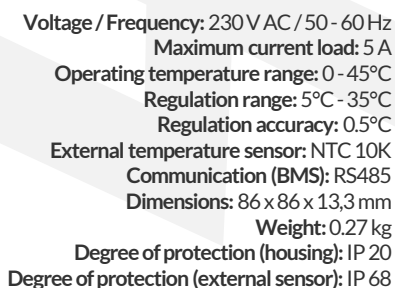 Voltage / Frequency: 230 V AC / 50 - 60 Hz
Maximum current load: 5 A
Operating temperature range: 0 - 45°C
Regulation range: 5°C - 35°C
Regulation accuracy: 0.5°C
External temperature sensor: NTC 10K
Communication (BMS): RS485
Dimensions: 86 x 86 x 13,3 mm
Weight: 0.27 kg
Degree of protection (housing): IP 20
Degree of protection (external sensor): IP 68